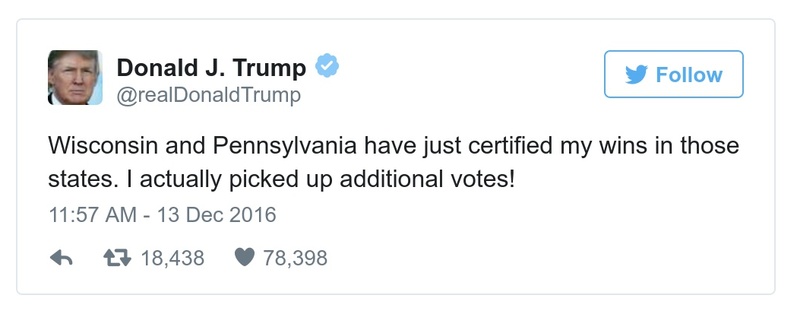 Donald J. Trump
Follow
@realDonaldTrump
Wisconsin and Pennsylvania have just certified my wins in those
states. I actually picked up additional votes!
11:57 AM - 13 Dec 2016
18,438 78,398